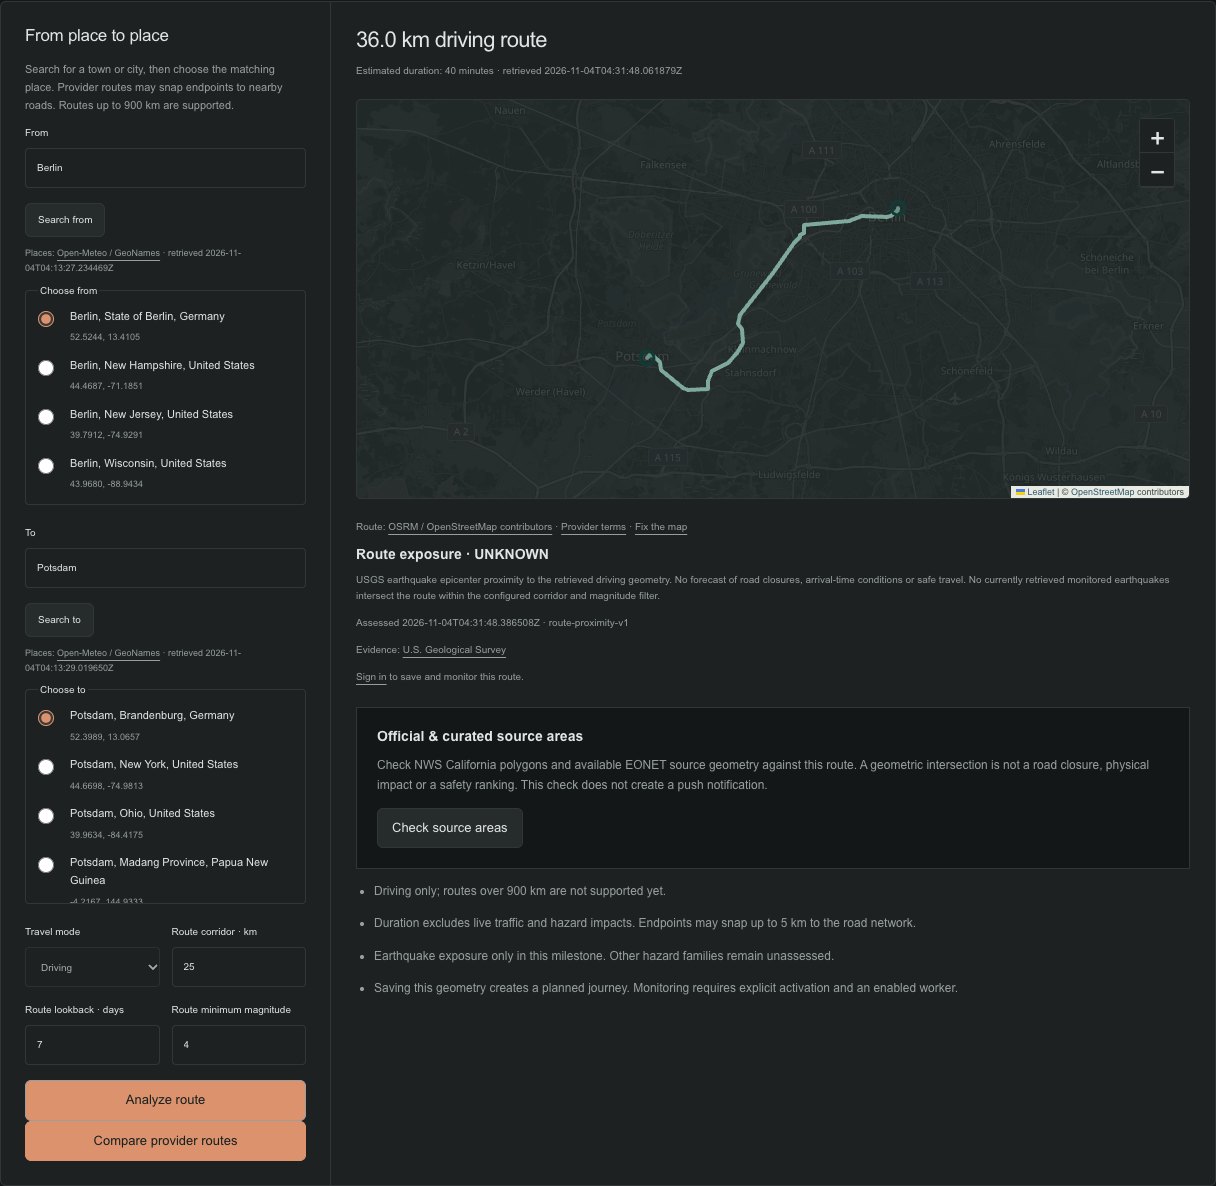 From place to place
Search for a town or city, then choose the matching
place. Provider routes may snap endpoints to nearby
roads. Routes up to 900 km are supported.
From
Berlin
Search from
Places: Open-Meteo / GeoNames · retrieved 2026-11-
04T04:13:27.234469Z
Choose from
Berlin, State of Berlin, Germany
52.5244, 13.4105
Berlin, New Hampshire, United States
44.4687, -71.1851
Berlin, New Jersey, United States
39.7912, -74.9291
Berlin, Wisconsin, United States
43.9680, -88.9434
To
Potsdam
Search to
Places: Open-Meteo / GeoNames · retrieved 2026-11-
04T04:13:29.019650Z
Choose to
Potsdam, Brandenburg, Germany
52.3989, 13.0657
Potsdam, New York, United States
44.6698, -74.9813
Potsdam, Ohio, United States
39.9634, -84.4175
Potsdam, Madang Province, Papua New
Guinea
-4.2167, 144.9333
Travel mode
Route corridor · km
Driving
25
Route lookback · days
Route minimum magnitude
7
4
Analyze route
Compare provider routes
36.0 km driving route
Estimated duration: 40 minutes · retrieved 2026-11-04T04:31:48.061879Z
Nauen
Falkensee
A 111
Ahrensfelde
Altlandst
+
−
A 100
Berlin
Döberitzer
Heide
Ketzin/Havel
Grunewald
Grunewald
A 103
A 113
Schöneiche
bei Berlin
Potsdam
Erkner
Potsdam
Kleinmachnow
Stahnsdorf
Schönefeld
Werder (Havel)
A 10
A 2
A 115
Wildau
Ludwigsfelde
Königs Wusterhausen
Leaflet | © OpenStreetMap contributors
Route: OSRM / OpenStreetMap contributors · Provider terms · Fix the map
Route exposure · UNKNOWN
USGS earthquake epicenter proximity to the retrieved driving geometry. No forecast of road closures, arrival-time conditions or safe travel. No currently retrieved monitored earthquakes
intersect the route within the configured corridor and magnitude filter.
Assessed 2026-11-04T04:31:48.386508Z · route-proximity-v1
Evidence: U.S. Geological Survey
Sign in to save and monitor this route.
Official & curated source areas
Check NWS California polygons and available EONET source geometry against this route. A geometric intersection is not a road closure, physical
impact or a safety ranking. This check does not create a push notification.
Check source areas
• Driving only; routes over 900 km are not supported yet.
• Duration excludes live traffic and hazard impacts. Endpoints may snap up to 5 km to the road network.
• Earthquake exposure only in this milestone. Other hazard families remain unassessed.
• Saving this geometry creates a planned journey. Monitoring requires explicit activation and an enabled worker.